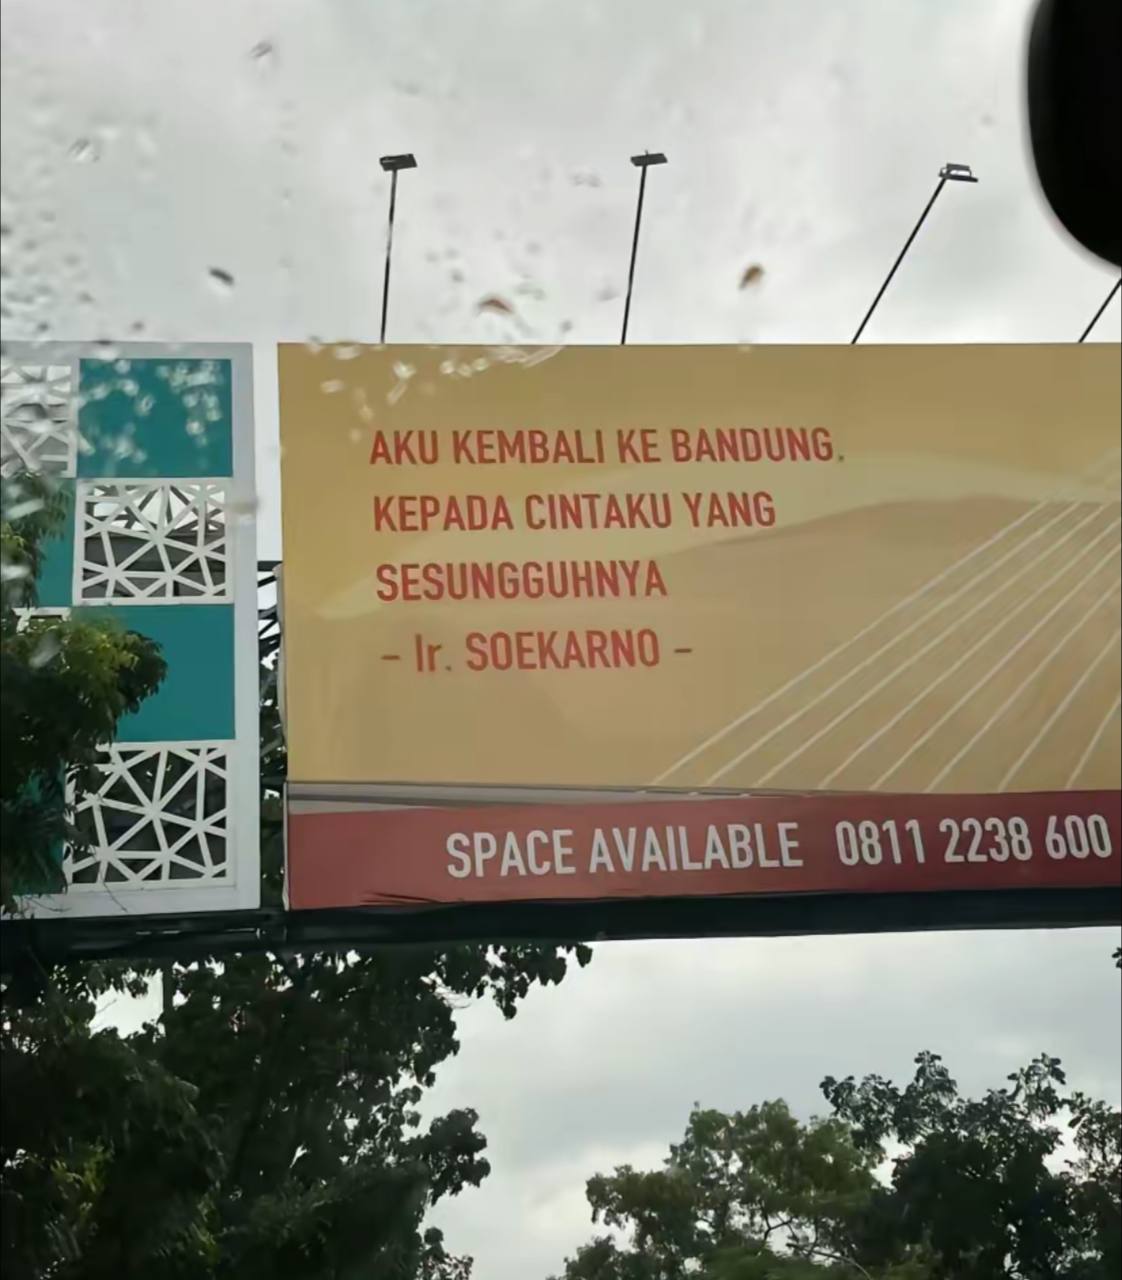 AKU KEMBALI KE BANDUNG.
KEPADA CINTAKU YANG
SESUNGGUHNYA
- Ir. SOEKARNO -
SPACE AVAILABLE 0811 2238 600